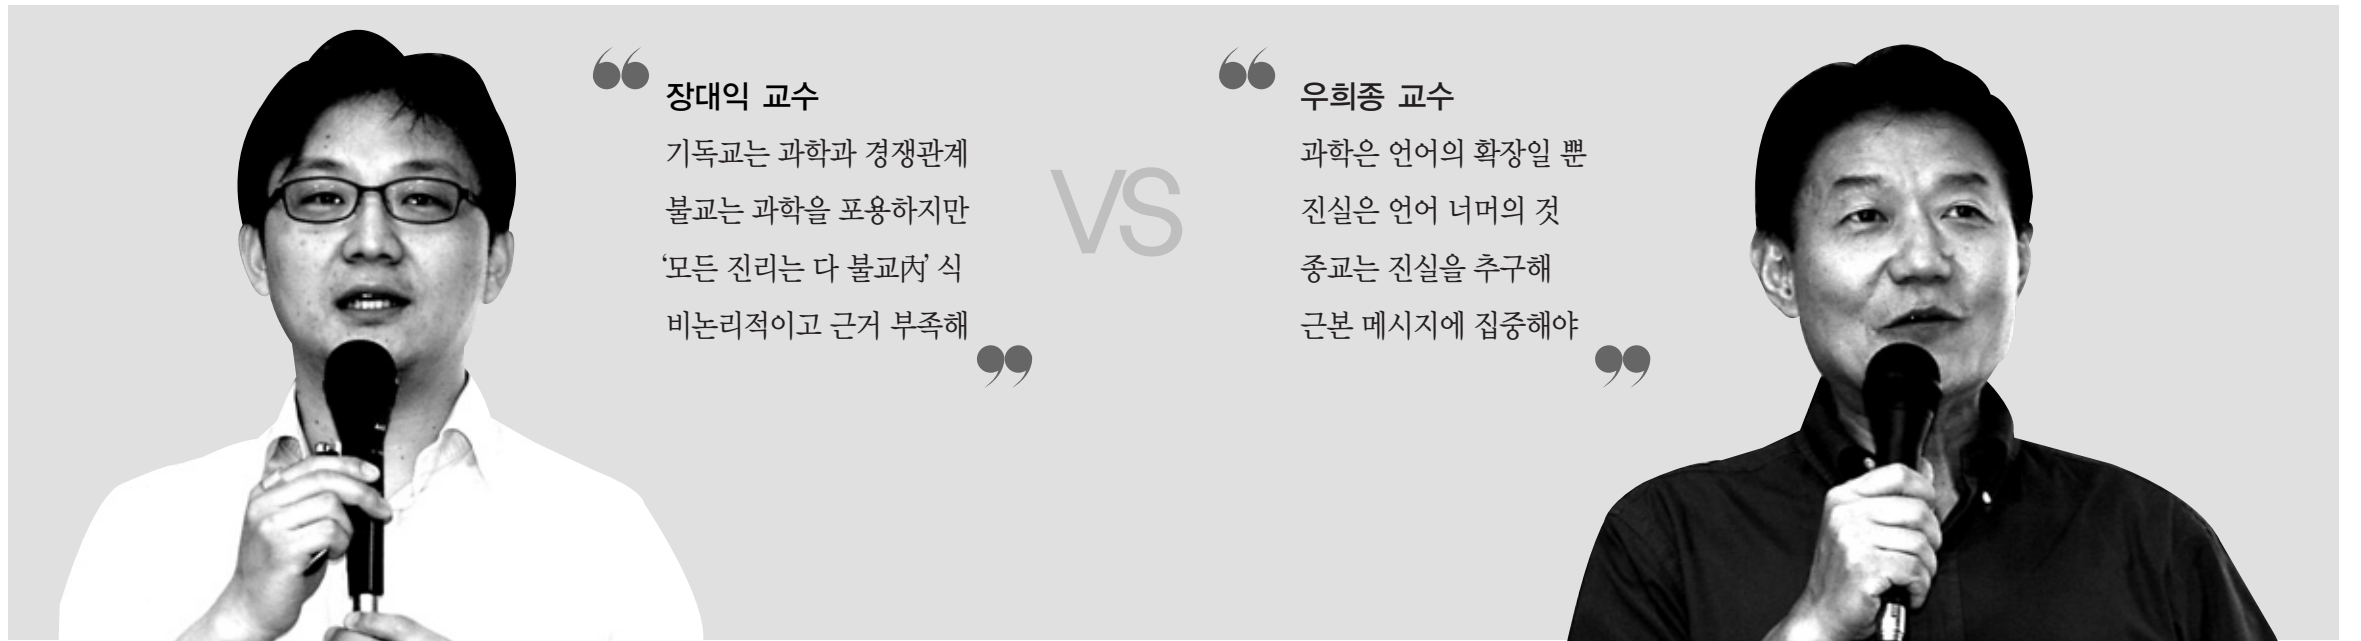 장대익 교수
기독교는 과학과 경쟁관계
불교는 과학을 포용하지만
‘모든 진리는 다 불교內’ 식
비논리적이고 근거 부족해
VS
우희종 교수
과학은 언어의 확장일 뿐
진실은 언어 너머의 것
종교는 진실을 추구해
근본 메시지에 집중해야